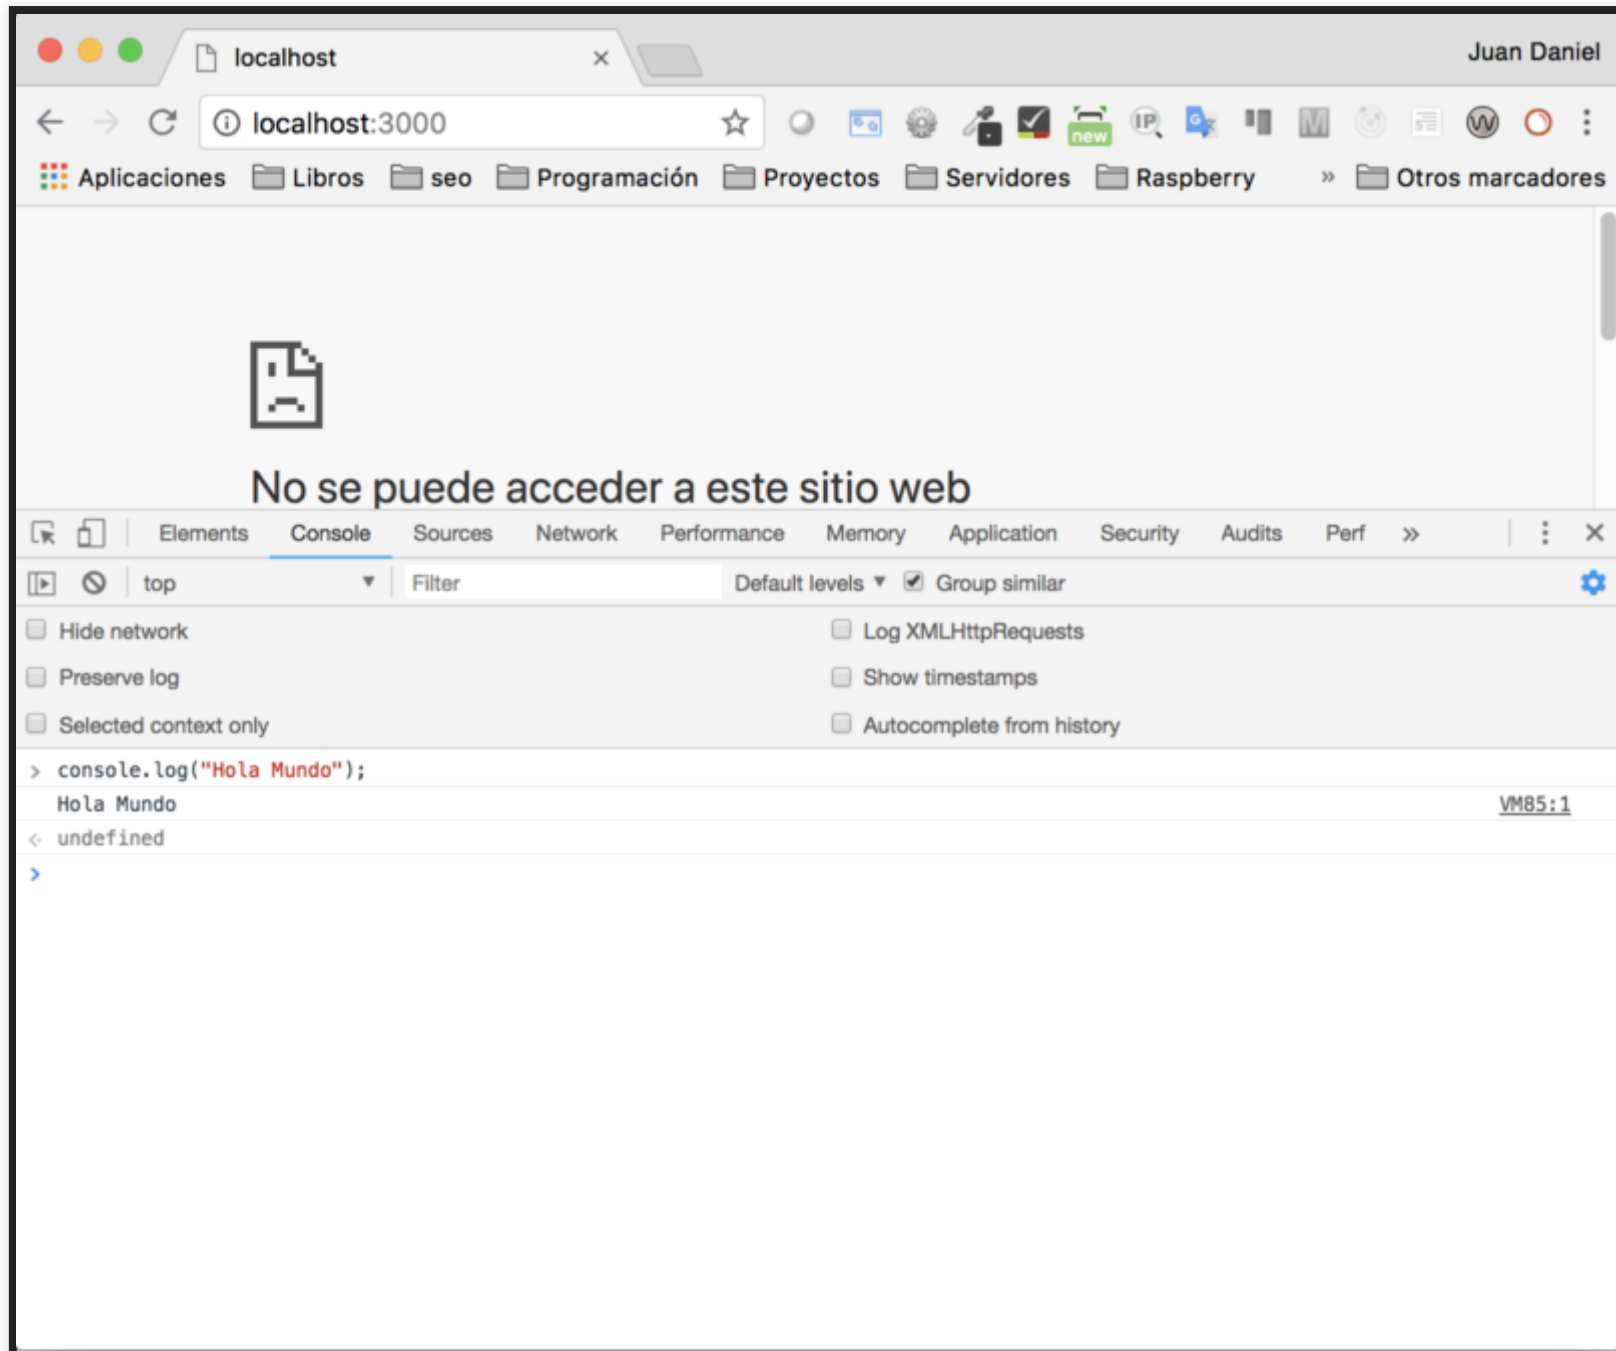 localhost
Juan Daniel
localhost:3000
new IP G M W
Aplicaciones Libros seo Programación Proyectos Servidores Raspberry » Otros marcadores
No se puede acceder a este sitio web
Elements Console Sources Network Performance Memory Application Security Audits Perf »
top Filter Default levels Group similar
Hide network Log XMLHttpRequests
Preserve log Show timestamps
Selected context only Autocomplete from history
> console.log("Hola Mundo");
Hola Mundo VM85:1
undefined
>